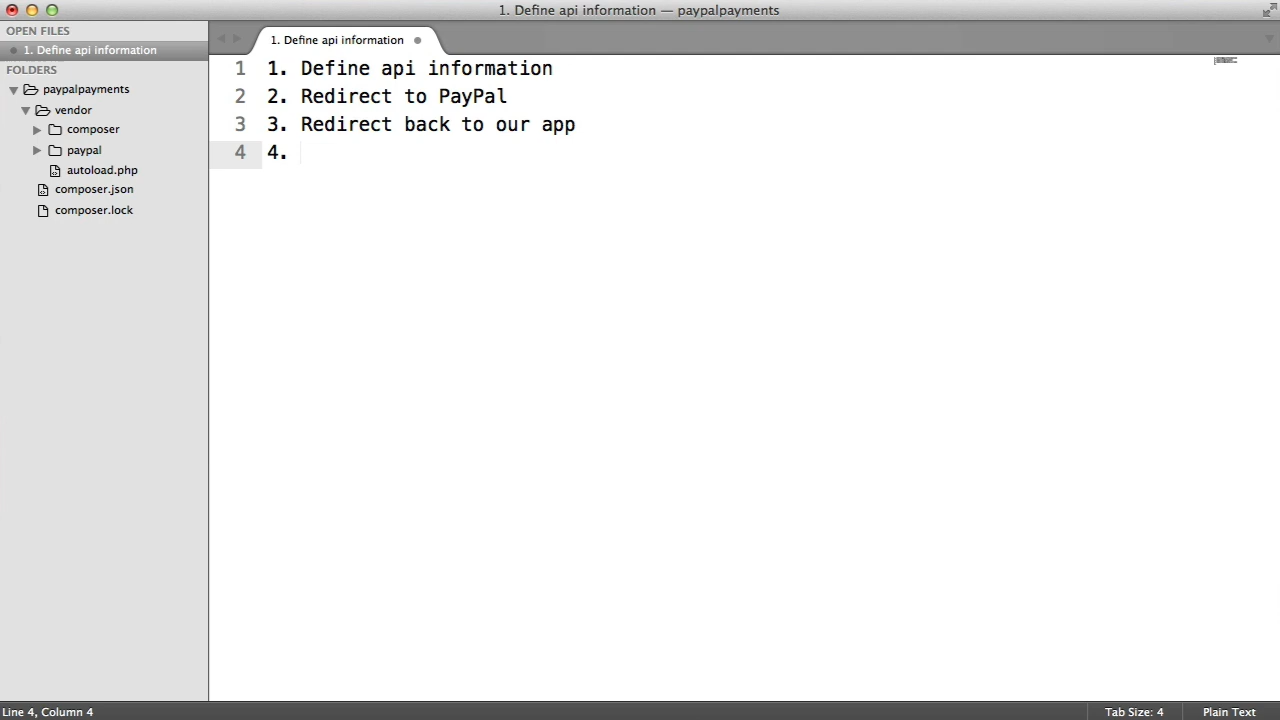 1. Define api information — paypalpayments
OPEN FILES
1. Define api information
FOLDERS
paypalpayments
vendor
composer
paypal
autoload.php
composer.json
composer.lock
1. Define api information
1 1. Define api information
2 2. Redirect to PayPal
3 3. Redirect back to our app
4 4.
Line 4, Column 4
Tab Size: 4
Plain Text